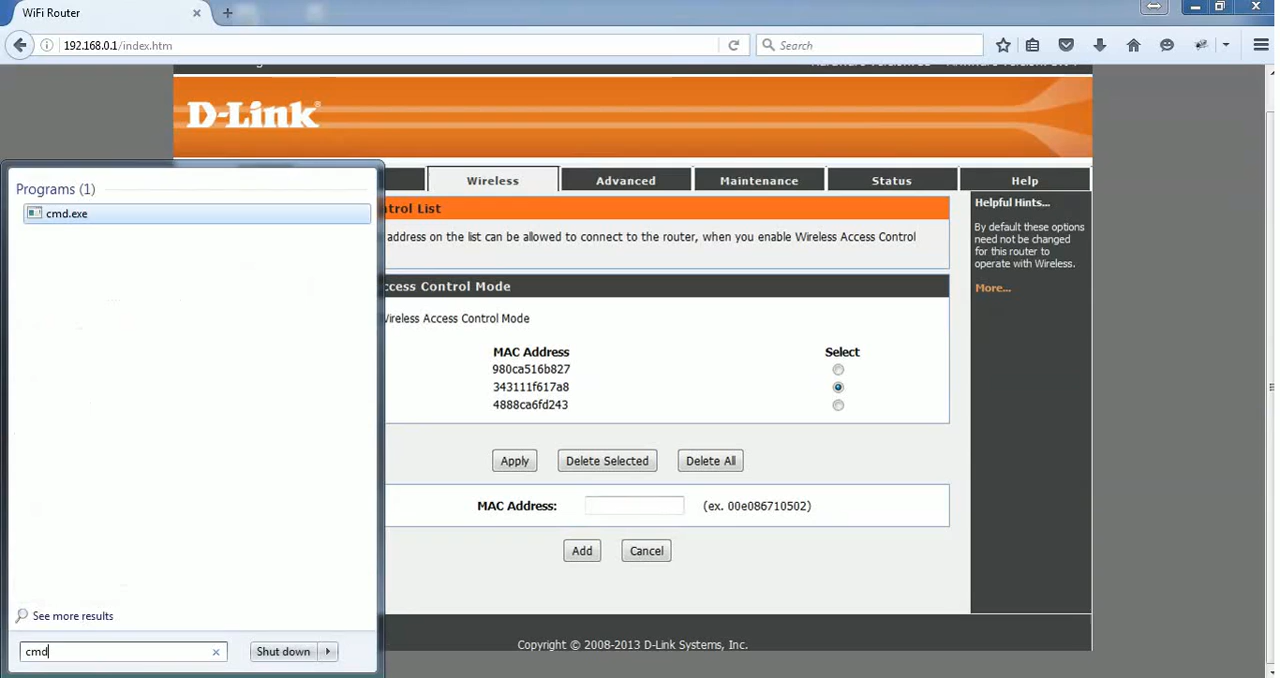 WiFi Router
192.168.0.1/index.htm
Search
D-Link
Wireless
Advanced
Maintenance
Status
Help
Programs (1)
cmd.exe
ntrol List
address on the list can be allowed to connect to the router, when you enable Wireless Access Control
Helpful Hints...
By default these options
need not be changed
for this router to
operate with Wireless.
More...
ccess Control Mode
Wireless Access Control Mode
MAC Address Select
980ca516b827
343111f617a8
4888ca6fd243
Apply
Delete Selected
Delete All
MAC Address: (ex. 00e086710502)
Add
Cancel
See more results
cmd
Shut down
Copyright © 2008-2013 D-Link Systems, Inc.